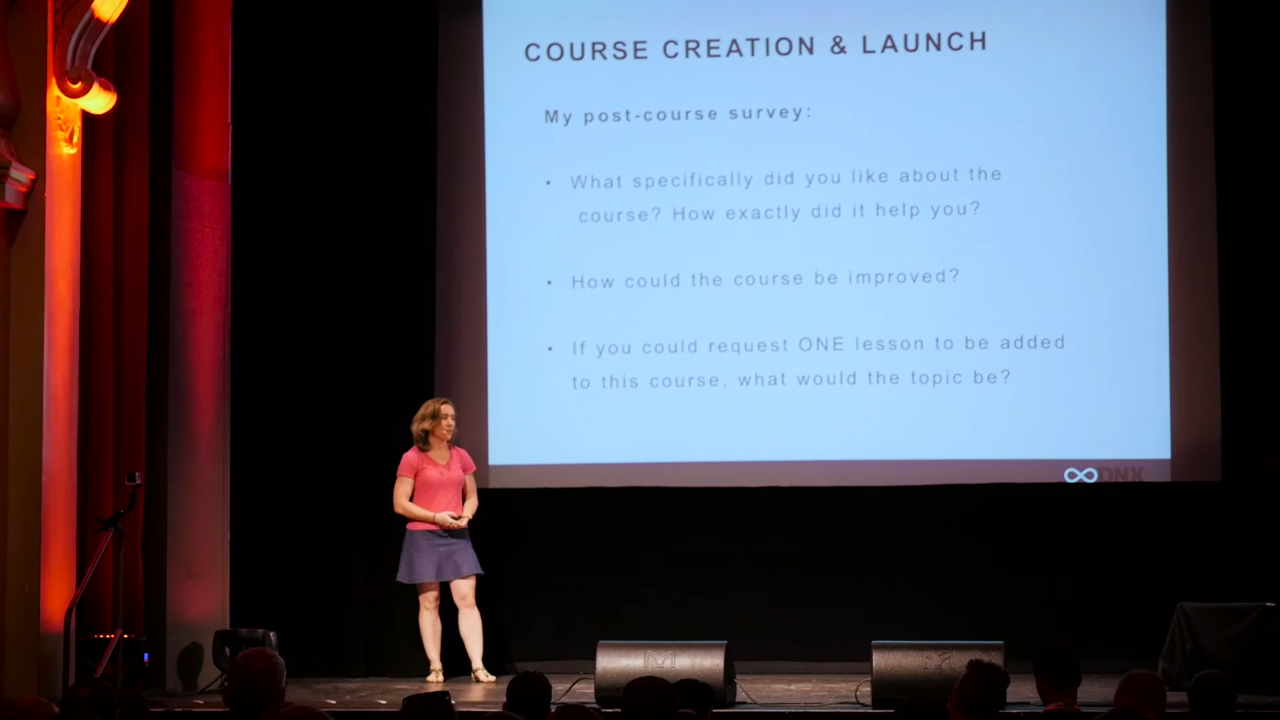 COURSE CREATION & LAUNCH
My post-course survey:
• What specifically did you like about the
course? How exactly did it help you?
• How could the course be improved?
• If you could request ONE lesson to be added
to this course, what would the topic be?
DNX